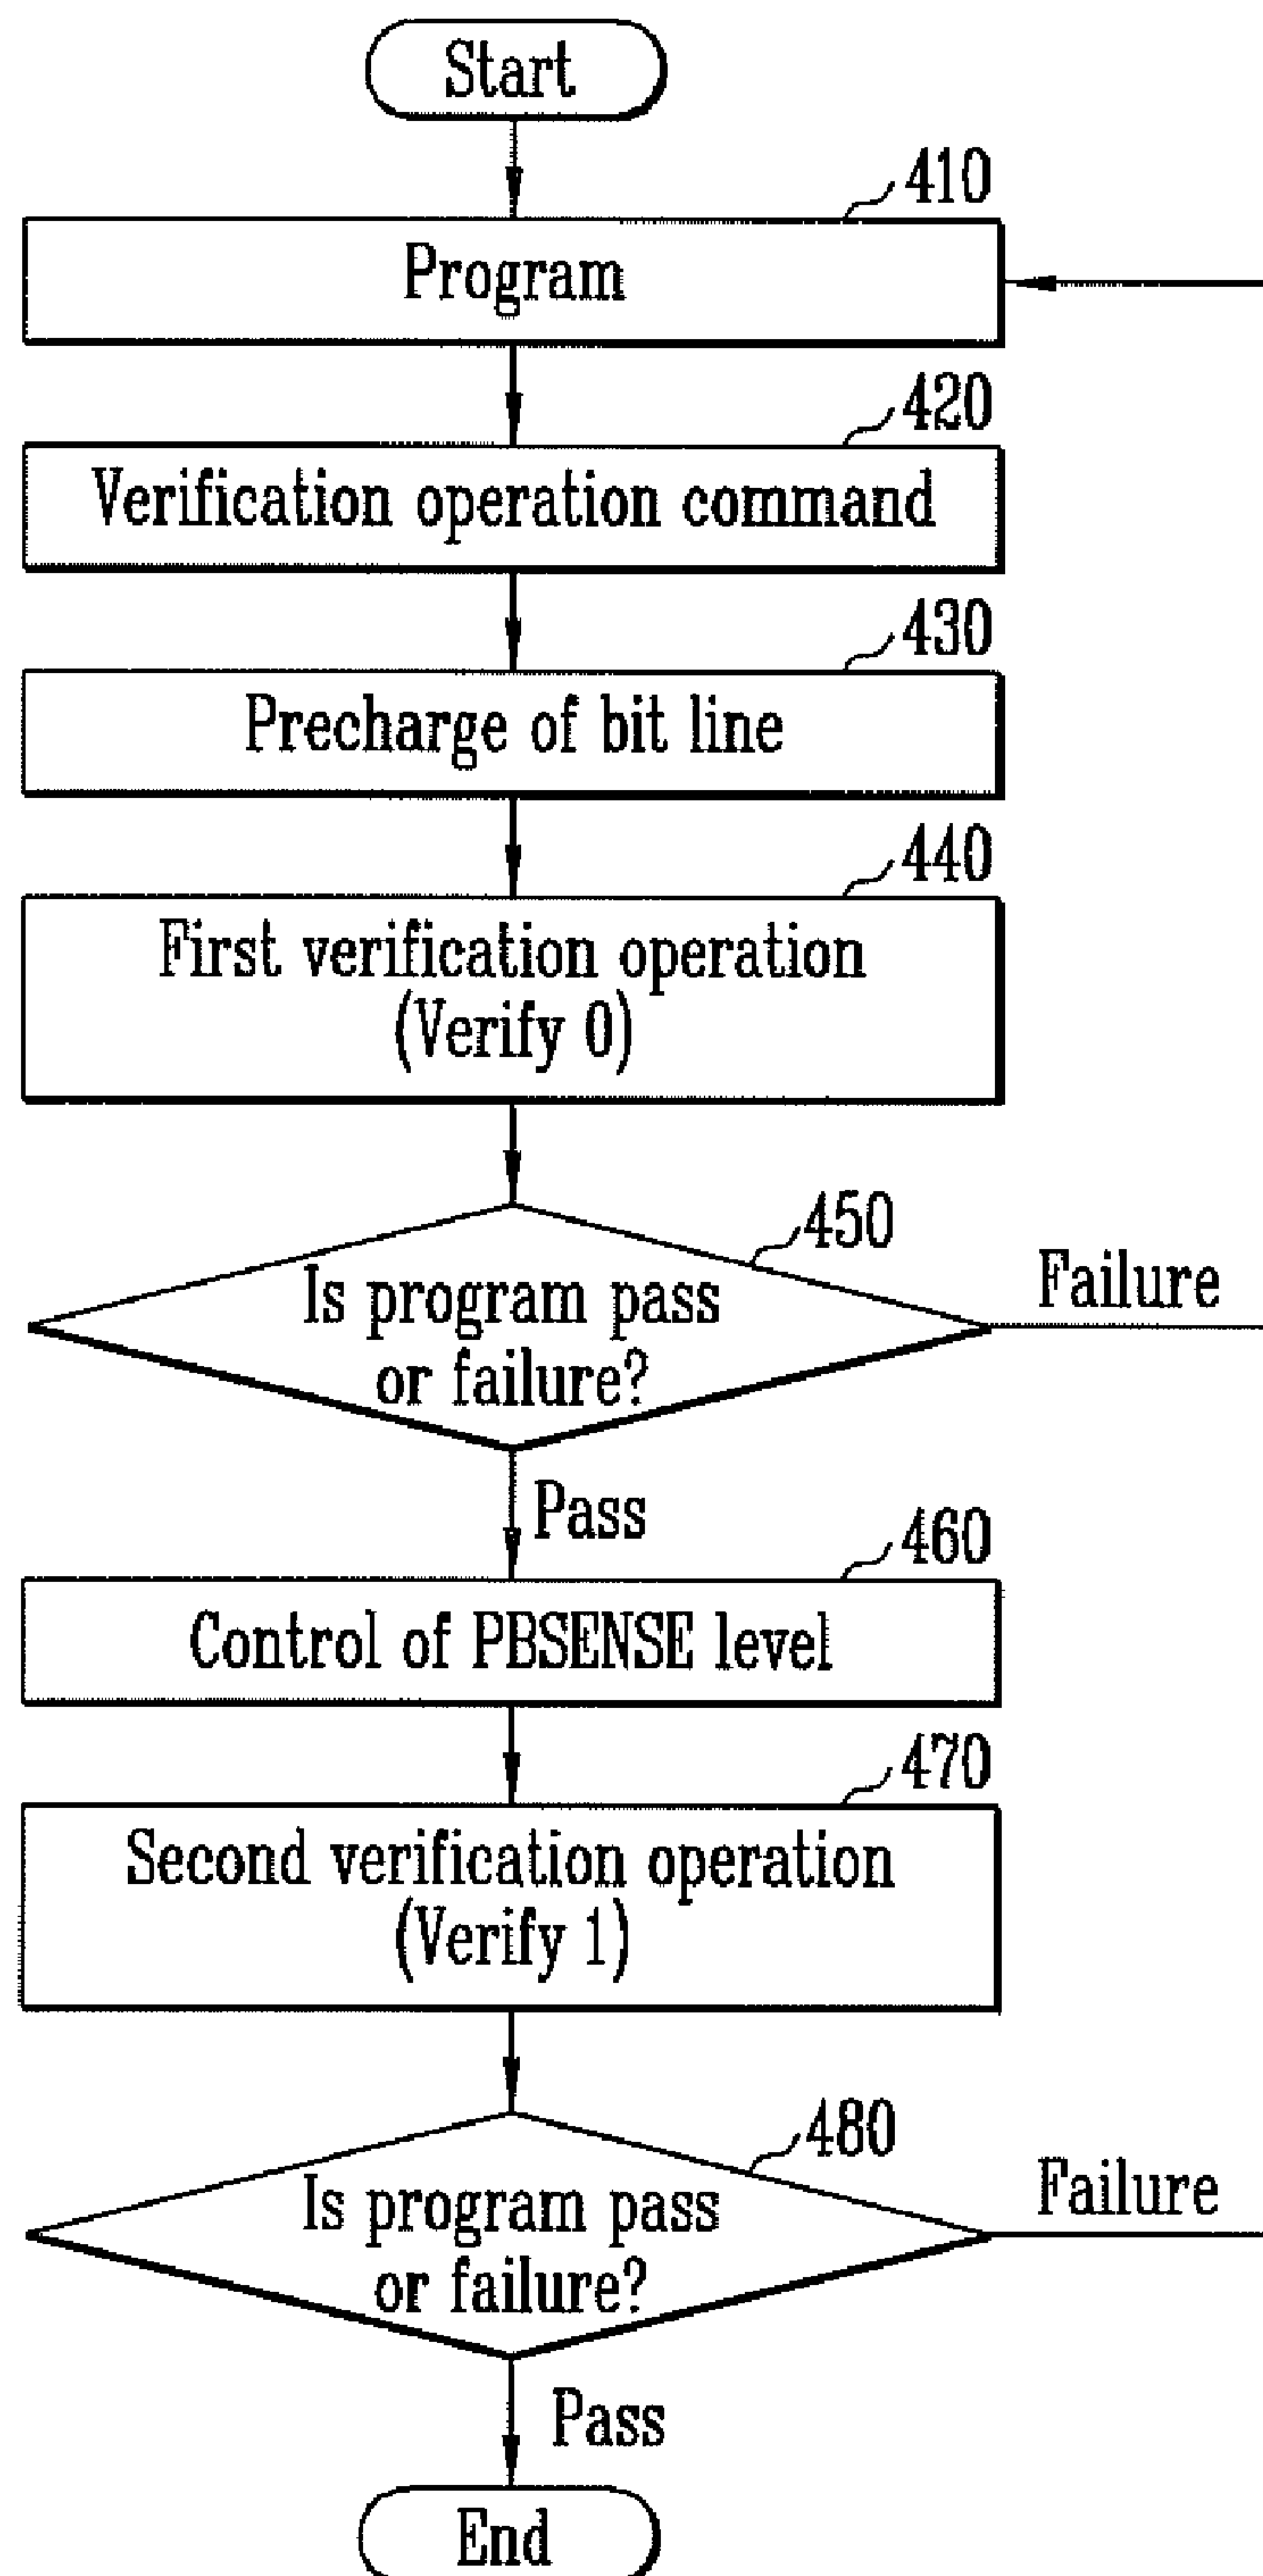 Start
410
Program
420
Verification operation command
430
Precharge of bit line
440
First verification operation
(Verify 0)
450
Is program pass
or failure?
Failure
Pass
460
Control of PBSENSE level
470
Second verification operation
(Verify 1)
480
Is program pass
or failure?
Failure
Pass
End